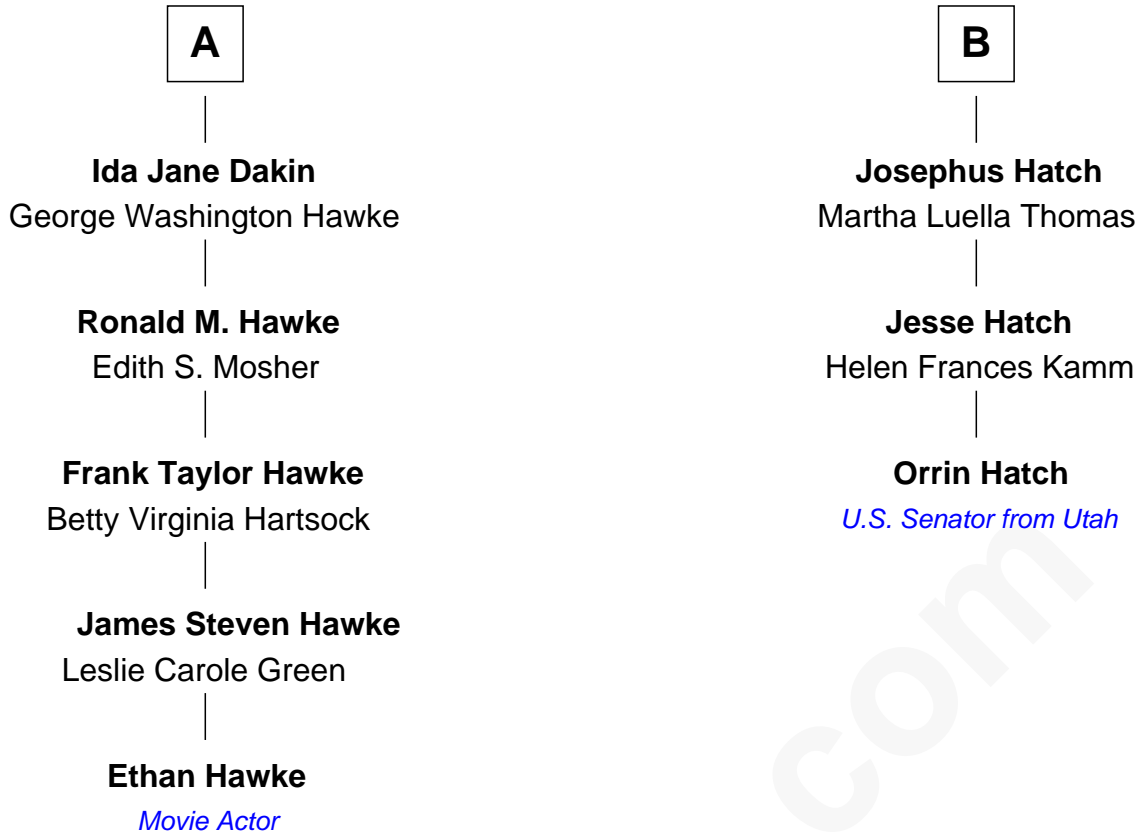 A
Ida Jane Dakin
George Washington Hawke
Ronald M. Hawke
Edith S. Mosher
Frank Taylor Hawke
Betty Virginia Hartsock
James Steven Hawke
Leslie Carole Green
Ethan Hawke
Movie Actor
B
Josephus Hatch
Martha Luella Thomas
Jesse Hatch
Helen Frances Kamm
Orrin Hatch
U.S. Senator from Utah
com